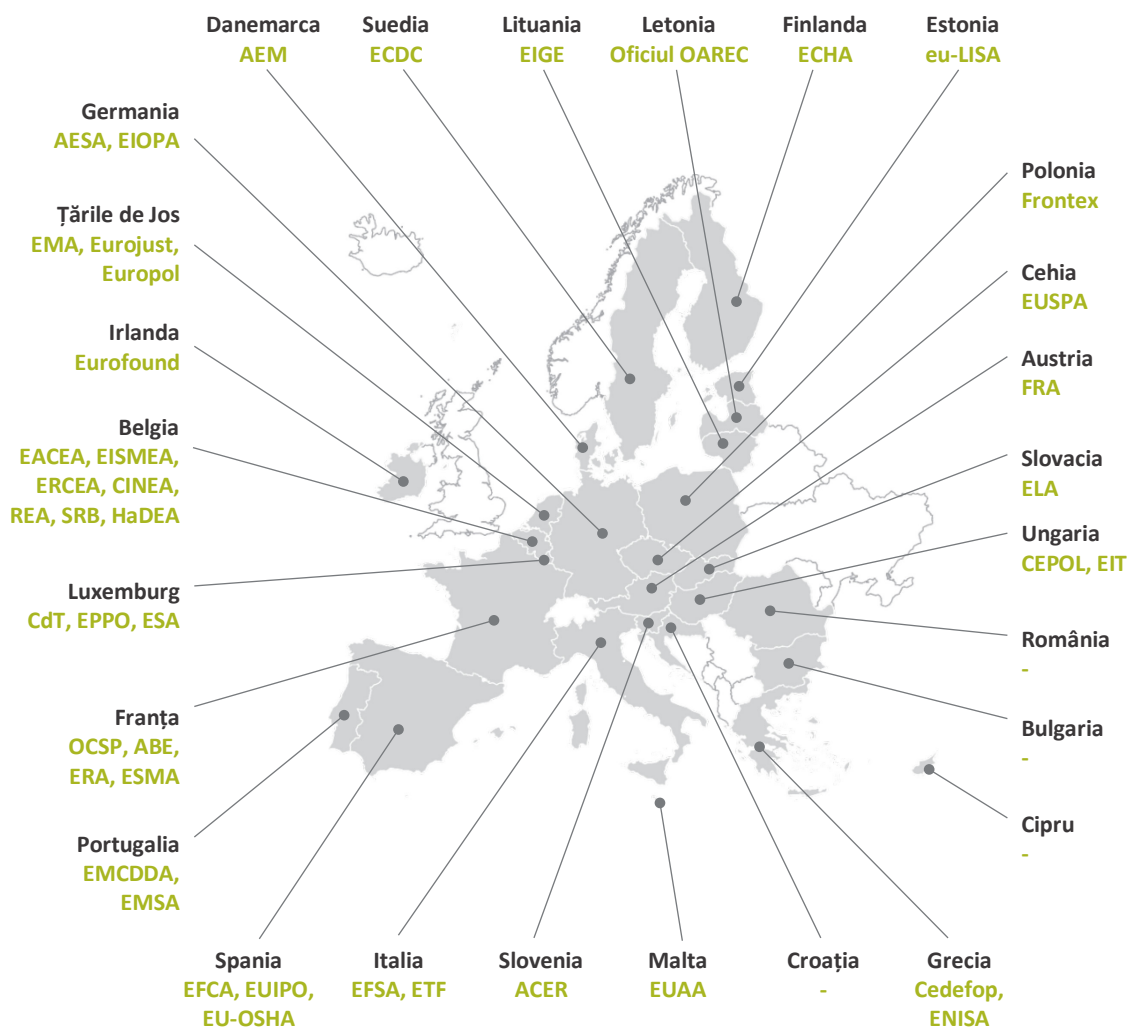 Danemarca
AEM
Suedia
ECDC
Lituania
EIGE
Letonia
Oficiul OAREC
Finlanda
ECHA
Estonia
eu-LISA
Germania
AESA, EIOPA
Țările de Jos
EMA, Eurojust,
Europol
Irlanda
Eurofound
Belgia
EACEA, EISMEA,
ERCEA, CINEA,
REA, SRB, HaDEA
Luxemburg
CdT, EPPO, ESA
Franța
OCSP, ABE,
ERA, ESMA
Portugalia
EMCDDA,
EMSA
Polonia
Frontex
Cehia
EUSPA
Austria
FRA
Slovacia
ELA
Ungaria
CEPOL, EIT
România
-
Bulgaria
-
Cipru
-
Spania
EFCA, EUIPO,
EU-OSHA
Italia
EFSA, ETF
Slovenia
ACER
Malta
EUAA
Croația
-
Grecia
Cedefop,
ENISA